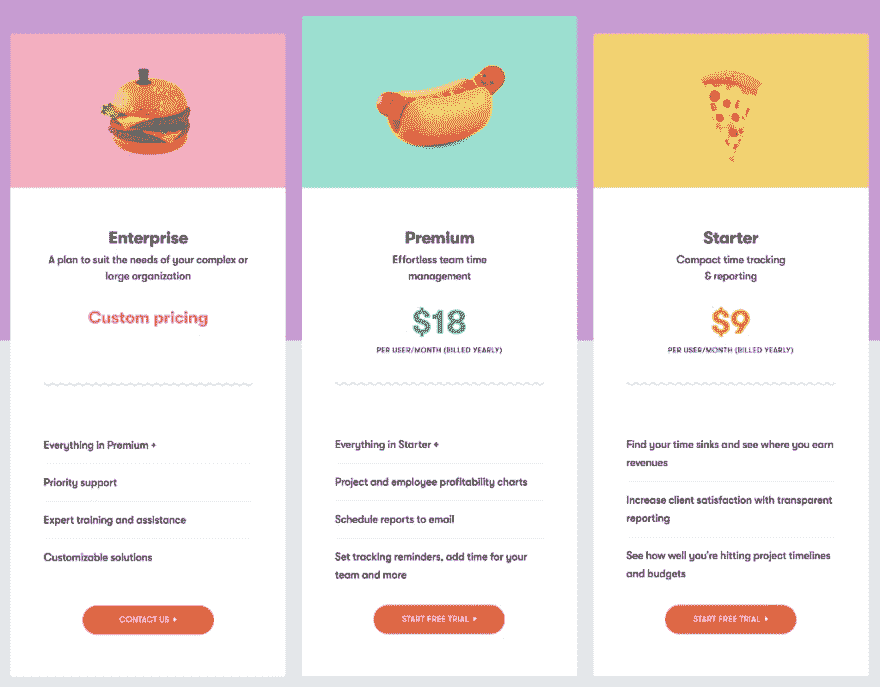 Enterprise
A plan to suit the needs of your complex or
large organization
Custom pricing
Everything in Premium +
Priority support
Expert training and assistance
Customizable solutions
CONTACT US
Premium
Effortless team time
management
$18
PER USER/MONTH (BILLED YEARLY)
Everything in Starter +
Project and employee profitability charts
Schedule reports to email
Set tracking reminders, add time for your
team and more
START FREE TRIAL
Starter
Compact time tracking
& reporting
$9
PER USER/MONTH (BILLED YEARLY)
Find your time sinks and see where you earn
revenues
Increase client satisfaction with transparent
reporting
See how well you're hitting project timelines
and budgets
START FREE TRIAL